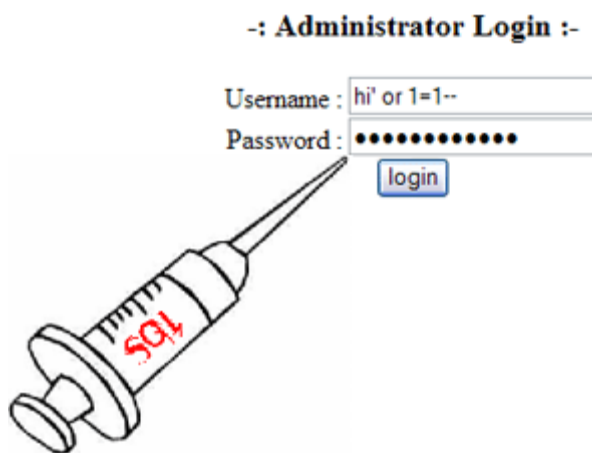 -: Administrator Login :-
Username : hi' or 1=1--
Password : ●●●●●●●●●●●●
login
SQL